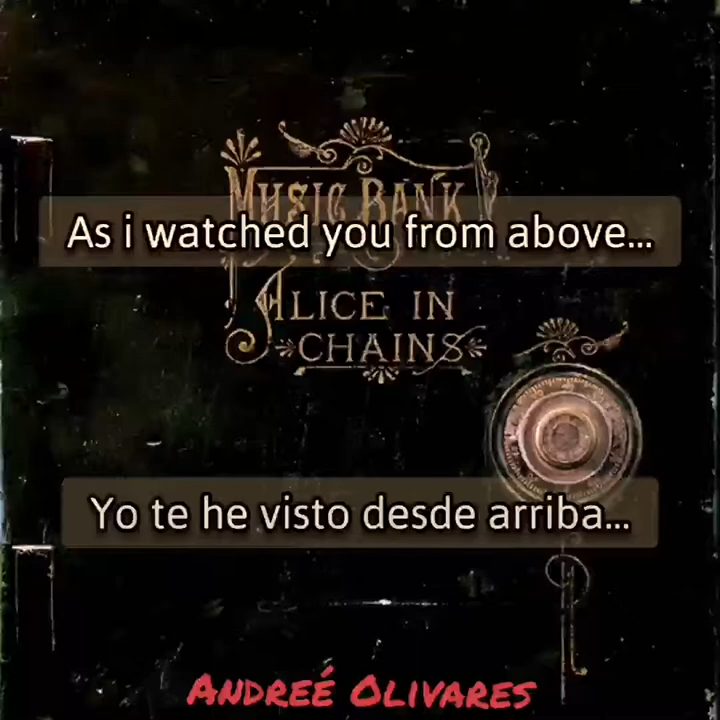 MUSIC BANK
As i watched you from above...
ALICE IN
CHAINS
Yo te he visto desde arriba...
ANDREÉ OLIVARES